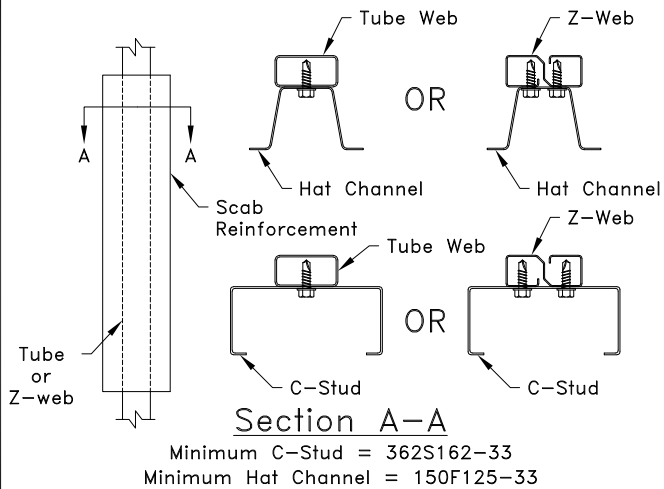 Tube Web
Z-Web
OR
A
A
Hat Channel
Hat Channel
Scab
Reinforcement
Z-Web
Tube Web
OR
Tube
or
Z-web
C-Stud
C-Stud
Section A-A
Minimum C-Stud = 362S162-33
Minimum Hat Channel = 150F125-33